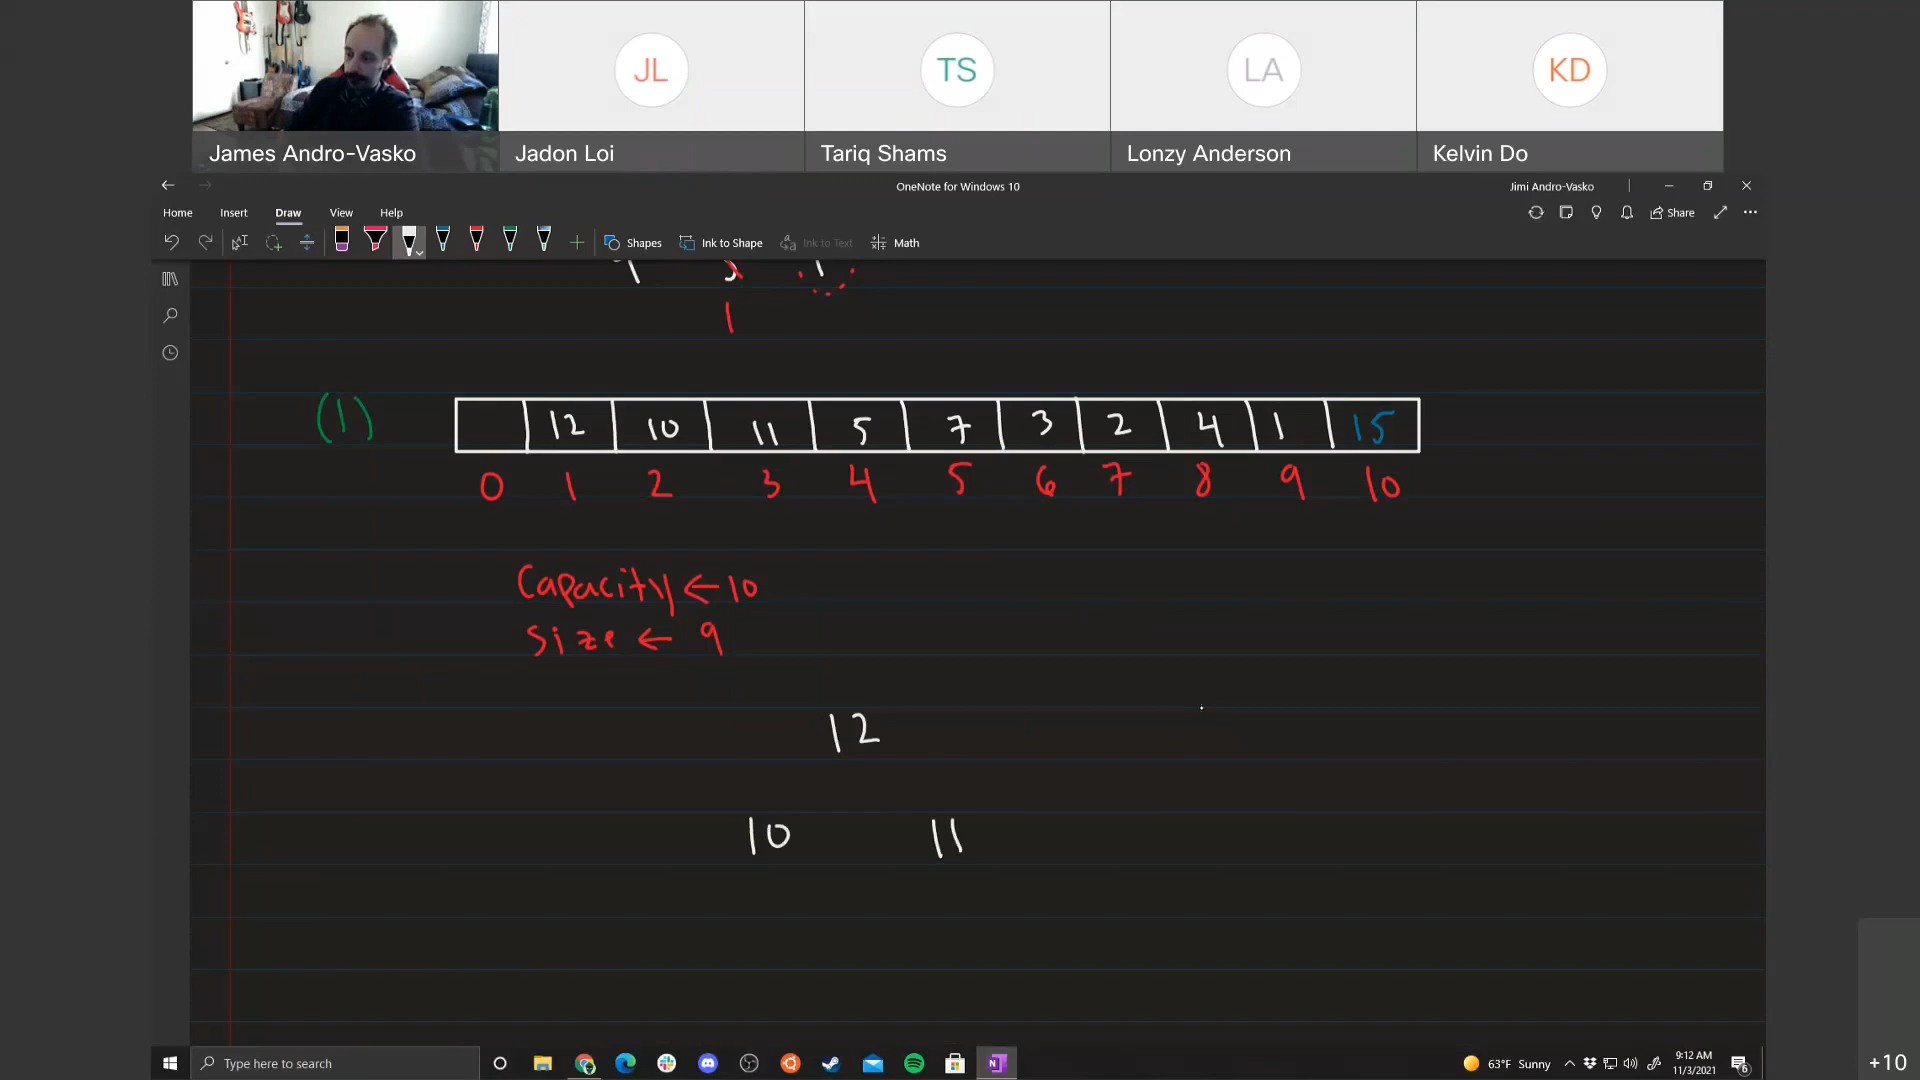 JL
TS
LA
KD
James Andro-Vasko
Jadon Loi
Tariq Shams
Lonzy Anderson
Kelvin Do
OneNote for Windows 10
Jimi Andro-Vasko
Home Insert Draw View Help
Share
Shapes
Ink to Shape
Ink to Text
Math
1
(1)
12 10 11 5 7 3 2 4 1 15
0 1 2 3 4 5 6 7 8 9 10
Capacity ← 10
Size ← 9
12
10 11
Type here to search
63°F Sunny
9:12 AM
11/3/2021
6
+10